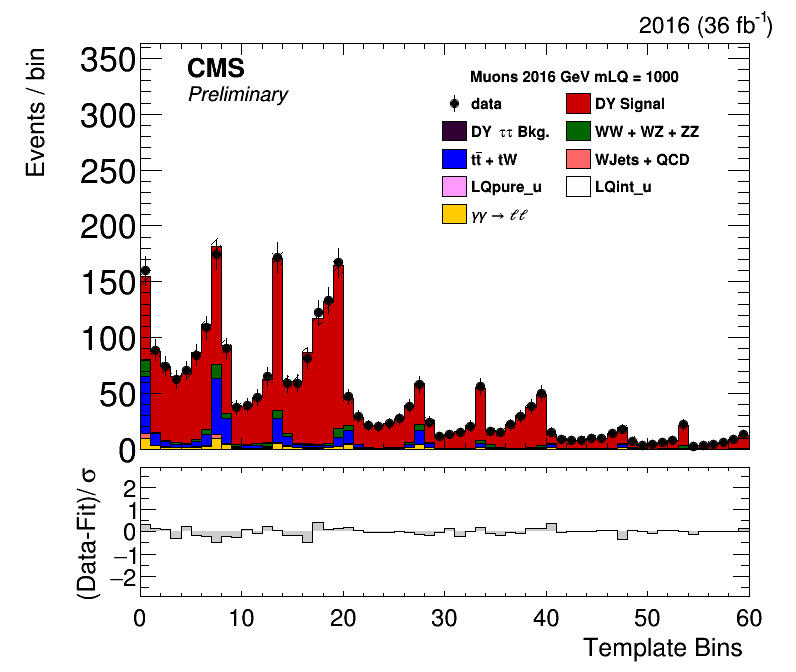 2016 (36 fb⁻¹)
Events / bin
350
300
250
200
150
100
50
0
CMS
Preliminary
Muons 2016 GeV mLQ = 1000
data
DY Signal
DY ττ Bkg.
WW + WZ + ZZ
tt̄ + tW
WJets + QCD
LQpure_u
LQint_u
γγ → ℓℓ
(Data-Fit)/ σ
2
1
0
−1
−2
0 10 20 30 40 50 60
Template Bins